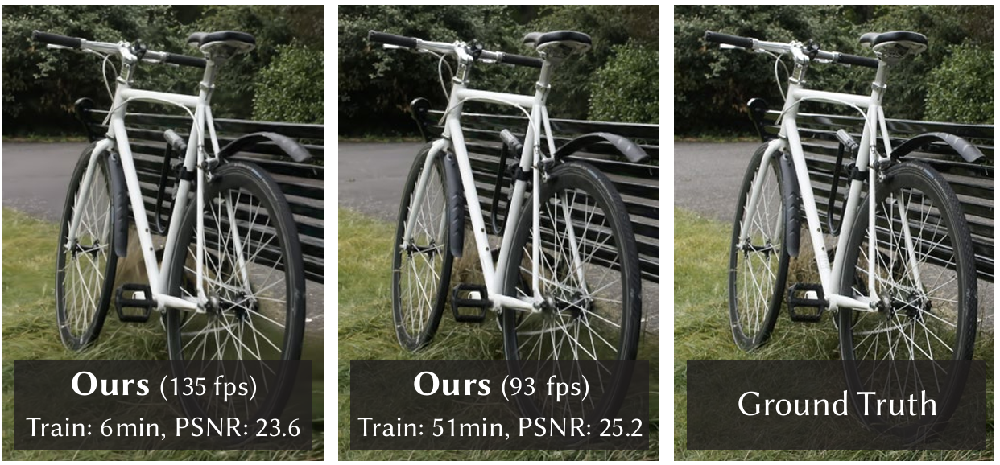 Ours (135 fps)
Train: 6min, PSNR: 23.6
Ours (93 fps)
Train: 51min, PSNR: 25.2
Ground Truth